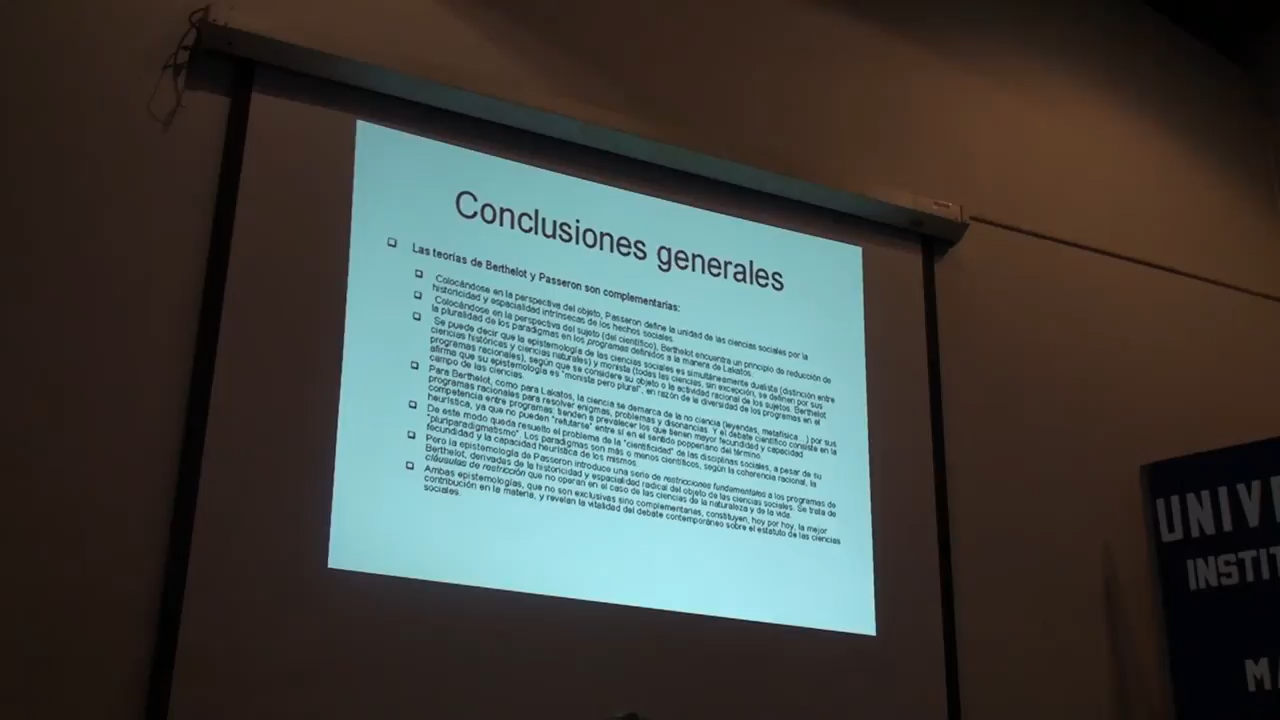 Conclusiones generales
Las teorías de Berthelot y Passeron son complementarias:
Colocándose en la perspectiva del objeto, Passeron define la unidad de las ciencias sociales por la
historicidad y espacialidad intrínsecas de los hechos sociales.
Colocándose en la perspectiva del sujeto (del científico), Berthelot encuentra un principio de reducción de
la pluralidad de los paradigmas en los programas definidos a la manera de Lakatos.
Se puede decir que la epistemología de las ciencias sociales es simultáneamente dualista (distinción entre
ciencias históricas y ciencias naturales) y monista (todas las ciencias, sin excepción, se definen por sus
programas racionales), según que se considere su objeto o la actividad racional de los sujetos. Berthelot
afirma que su epistemología es "monista pero plural", en razón de la diversidad de los programas en el
campo de las ciencias.
Para Berthelot, como para Lakatos, la ciencia se demarca de la no ciencia (leyendas, metafísica...) por sus
programas racionales para resolver enigmas, problemas y disonancias. Y el debate científico consiste en la
competencia entre programas: tienden a prevalecer los que tienen mayor fecundidad y capacidad
heurística, ya que no pueden "refutarse" entre sí en el sentido popperiano del término.
De este modo queda resuelto el problema de la "cientificidad" de las disciplinas sociales, a pesar de su
"pluriparadigmatismo". Los paradigmas son más o menos científicos, según la coherencia racional, la
fecundidad y la capacidad heurística de los mismos.
Pero la epistemología de Passeron introduce una serie de restricciones fundamentales a los programas de
Berthelot, derivadas de la historicidad y espacialidad radical del objeto de las ciencias sociales. Se trata de
cláusulas de restricción que no operan en el caso de las ciencias de la naturaleza y de la vida.
Ambas epistemologías, que no son exclusivas sino complementarias, constituyen, hoy por hoy, la mejor
contribución en la materia, y revelan la vitalidad del debate contemporáneo sobre el estatuto de las ciencias
sociales.
UNIV
INSTI
MA